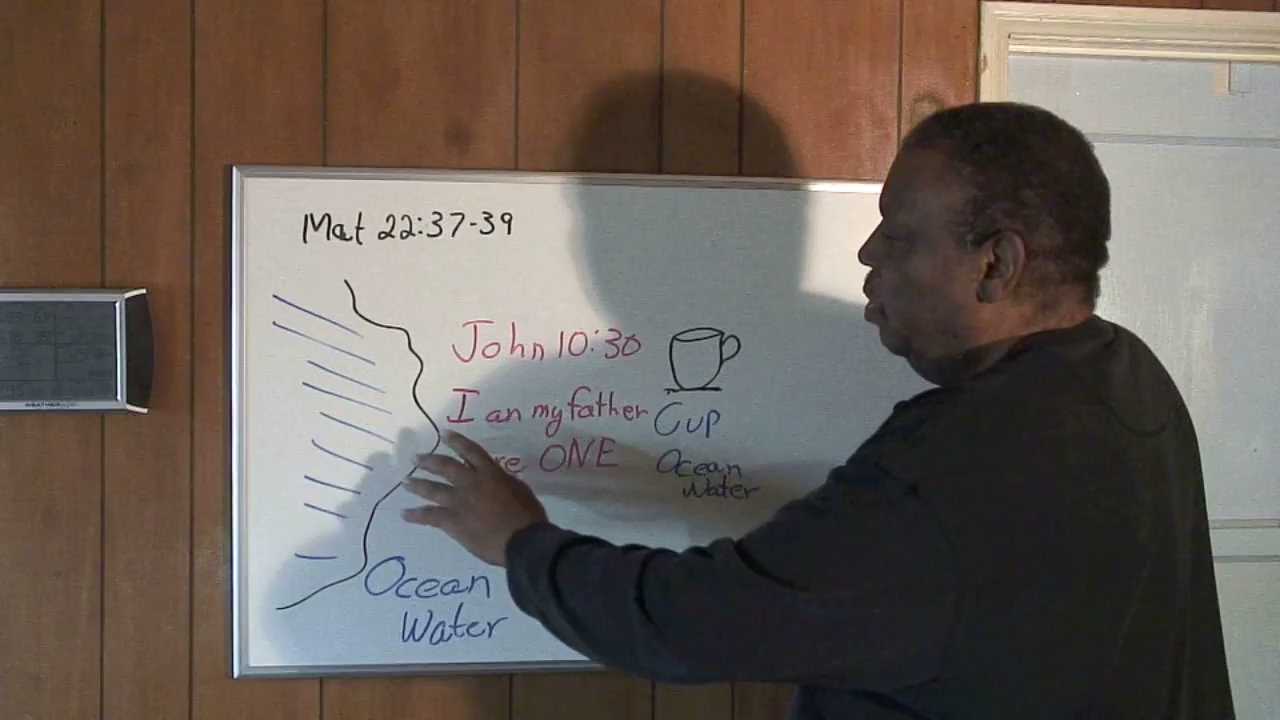 Mat 22:37-39
John 10:30
I an my father
re ONE
Cup
Ocean
Water
Ocean
Water